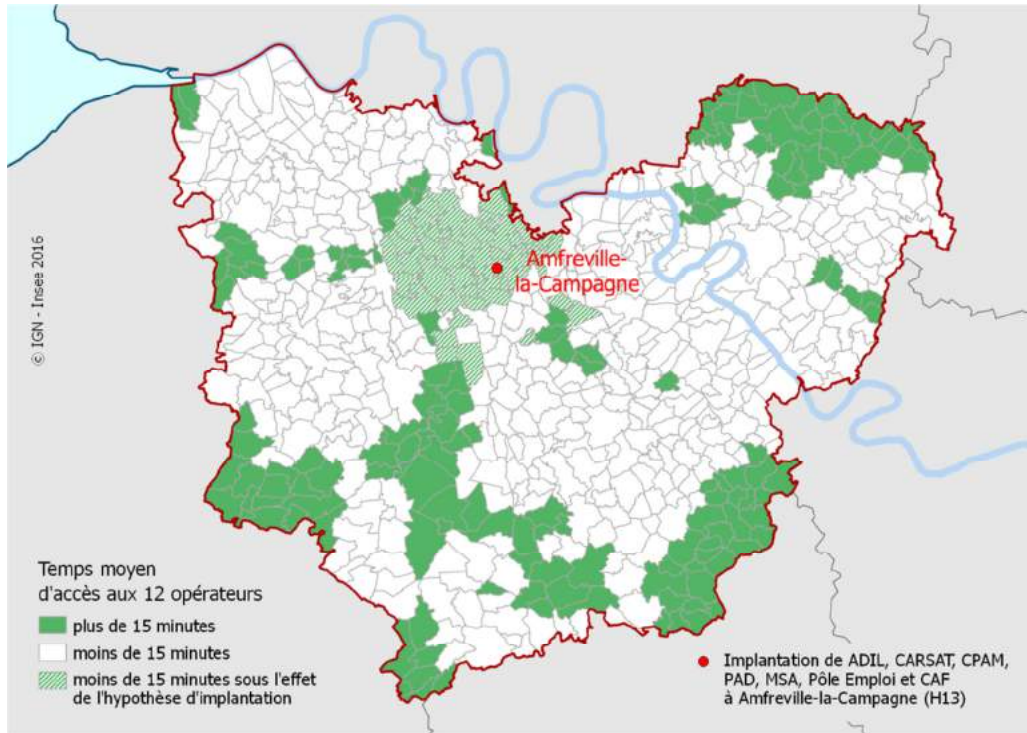 © IGN - Insee 2016
Amfreville-
la-Campagne
Temps moyen
d'accès aux 12 opérateurs
plus de 15 minutes
moins de 15 minutes
moins de 15 minutes sous l'effet
de l'hypothèse d'implantation
Implantation de ADIL, CARSAT, CPAM,
PAD, MSA, Pôle Emploi et CAF
à Amfreville-la-Campagne (H13)